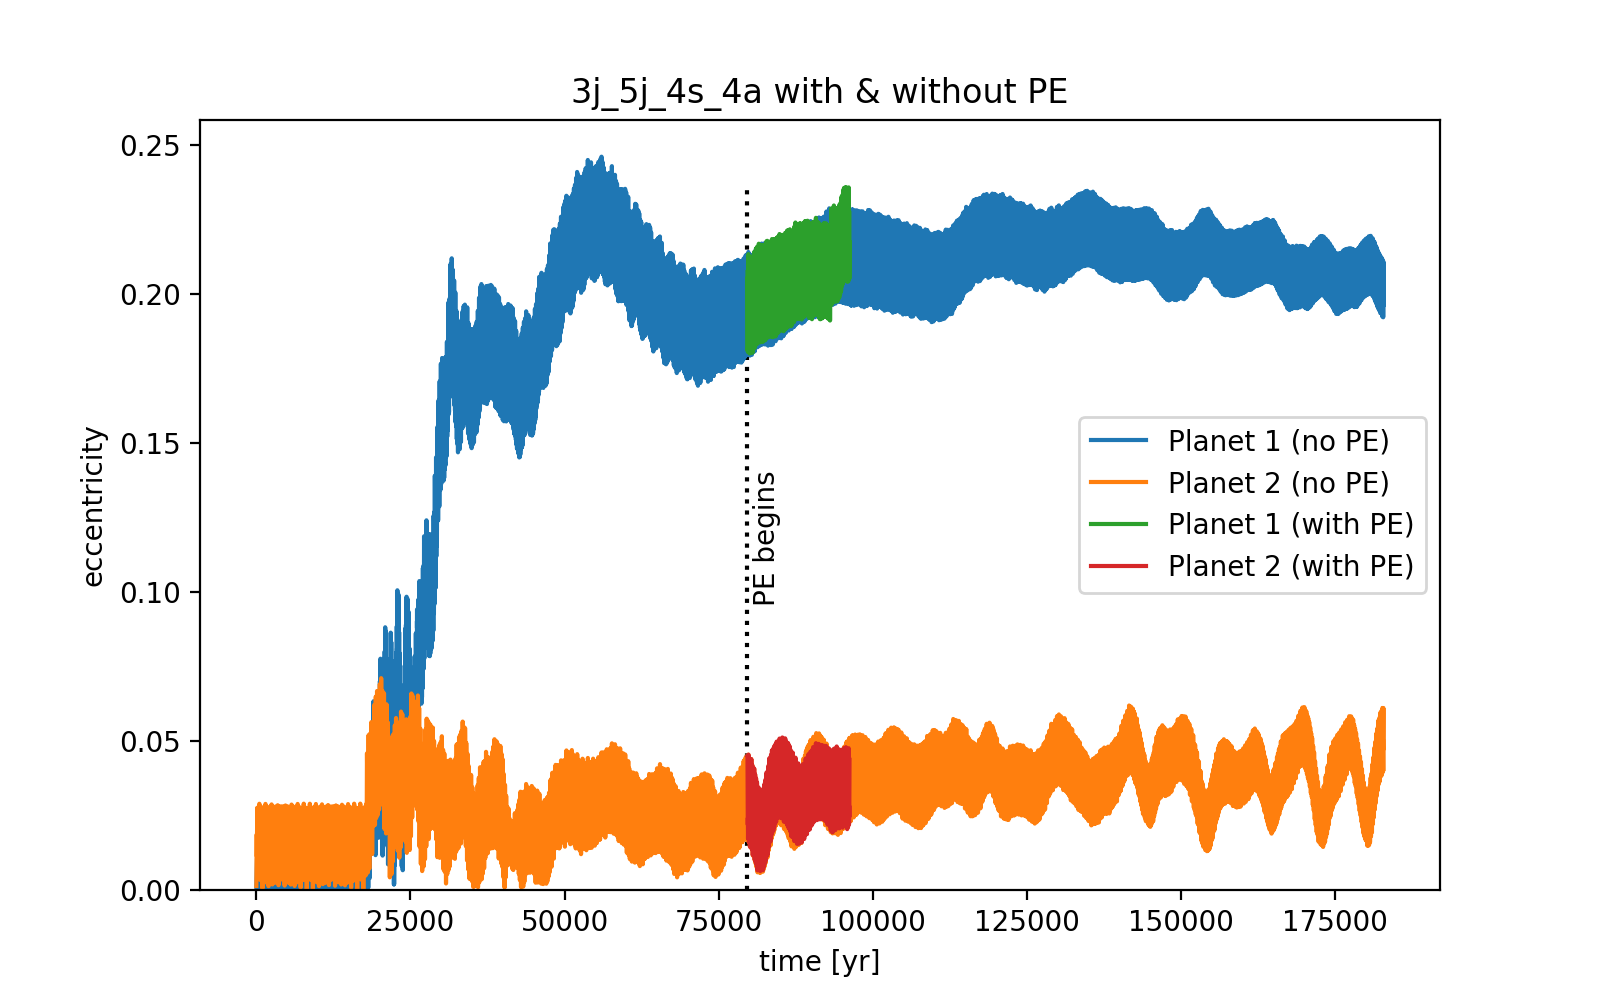 3j_5j_4s_4a with & without PE
eccentricity
0.25
0.20
0.15
0.10
0.05
0.00
PE begins
Planet 1 (no PE)
Planet 2 (no PE)
Planet 1 (with PE)
Planet 2 (with PE)
0 25000 50000 75000 100000 125000 150000 175000
time [yr]